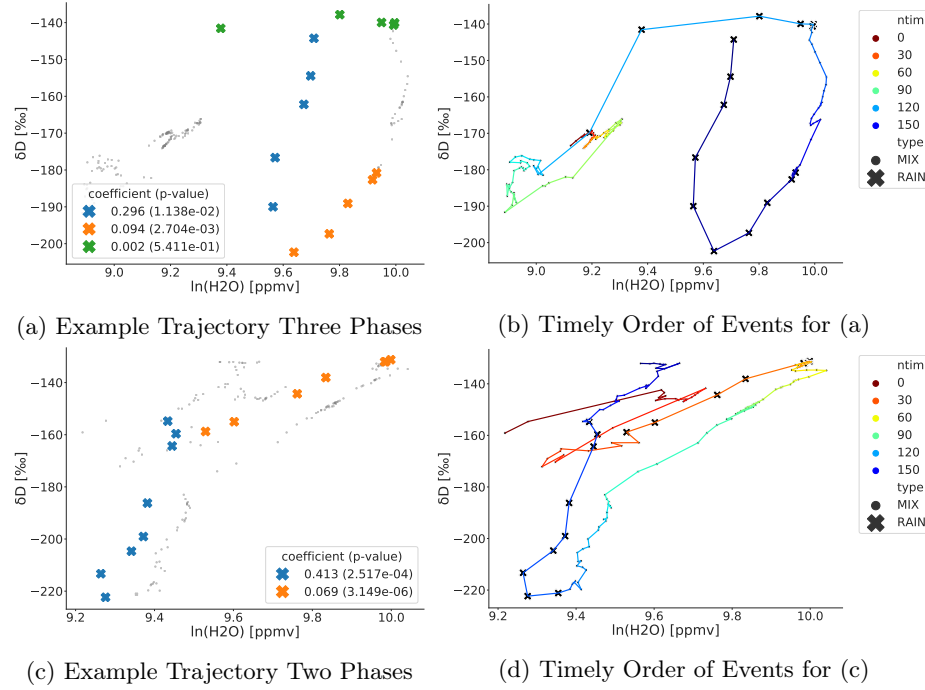 −140
−150
−160
−170
−180
−190
−200
δD [‰]
9.0
9.2
9.4
9.6
9.8
10.0
ln(H2O) [ppmv]
coefficient (p-value)
0.296 (1.138e-02)
0.094 (2.704e-03)
0.002 (5.411e-01)
(a) Example Trajectory Three Phases
−140
−150
−160
−170
−180
−190
−200
δD [‰]
9.0
9.2
9.4
9.6
9.8
10.0
ln(H2O) [ppmv]
ntim
0
30
60
90
120
150
type
MIX
RAIN
(b) Timely Order of Events for (a)
−140
−160
−180
−200
−220
δD [‰]
9.2
9.4
9.6
9.8
10.0
ln(H2O) [ppmv]
coefficient (p-value)
0.413 (2.517e-04)
0.069 (3.149e-06)
(c) Example Trajectory Two Phases
−140
−160
−180
−200
−220
δD [‰]
9.2
9.4
9.6
9.8
10.0
ln(H2O) [ppmv]
ntim
0
30
60
90
120
150
type
MIX
RAIN
(d) Timely Order of Events for (c)